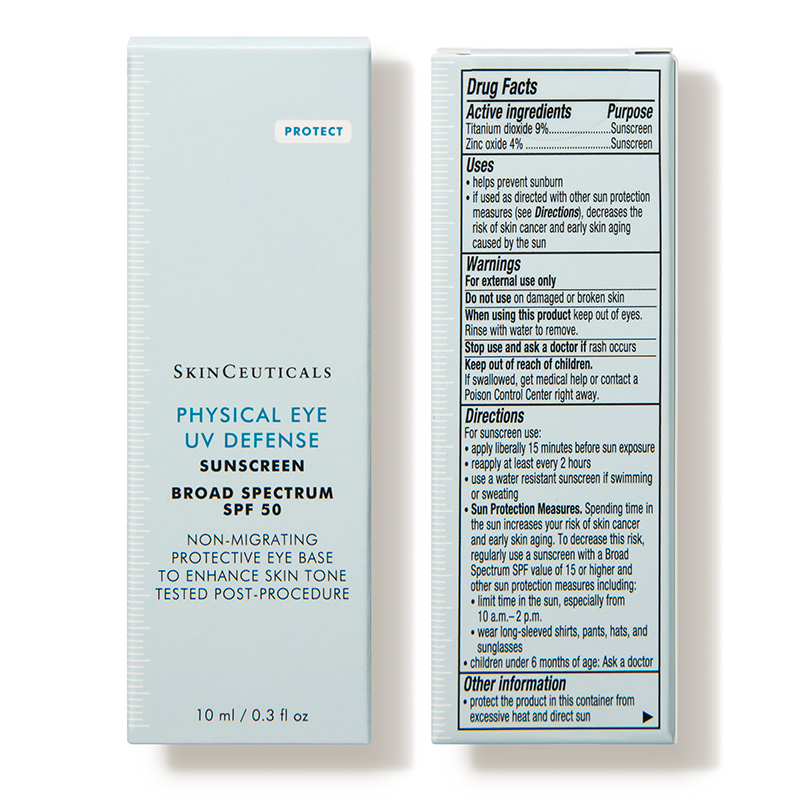 PROTECT
SKINCEUTICALS
PHYSICAL EYE
UV DEFENSE
SUNSCREEN
BROAD SPECTRUM
SPF 50
NON-MIGRATING
PROTECTIVE EYE BASE
TO ENHANCE SKIN TONE
TESTED POST-PROCEDURE
10 ml / 0.3 fl oz
Drug Facts
Active ingredients Purpose
Titanium dioxide 9%......................Sunscreen
Zinc oxide 4% ..............................Sunscreen
Uses
• helps prevent sunburn
• if used as directed with other sun protection
measures (see Directions), decreases the
risk of skin cancer and early skin aging
caused by the sun
Warnings
For external use only
Do not use on damaged or broken skin
When using this product keep out of eyes.
Rinse with water to remove.
Stop use and ask a doctor if rash occurs
Keep out of reach of children.
If swallowed, get medical help or contact a
Poison Control Center right away.
Directions
For sunscreen use:
• apply liberally 15 minutes before sun exposure
• reapply at least every 2 hours
• use a water resistant sunscreen if swimming
or sweating
• Sun Protection Measures. Spending time in
the sun increases your risk of skin cancer
and early skin aging. To decrease this risk,
regularly use a sunscreen with a Broad
Spectrum SPF value of 15 or higher and
other sun protection measures including:
• limit time in the sun, especially from
10 a.m.–2 p.m.
• wear long-sleeved shirts, pants, hats, and
sunglasses
• children under 6 months of age: Ask a doctor
Other information
• protect the product in this container from
excessive heat and direct sun